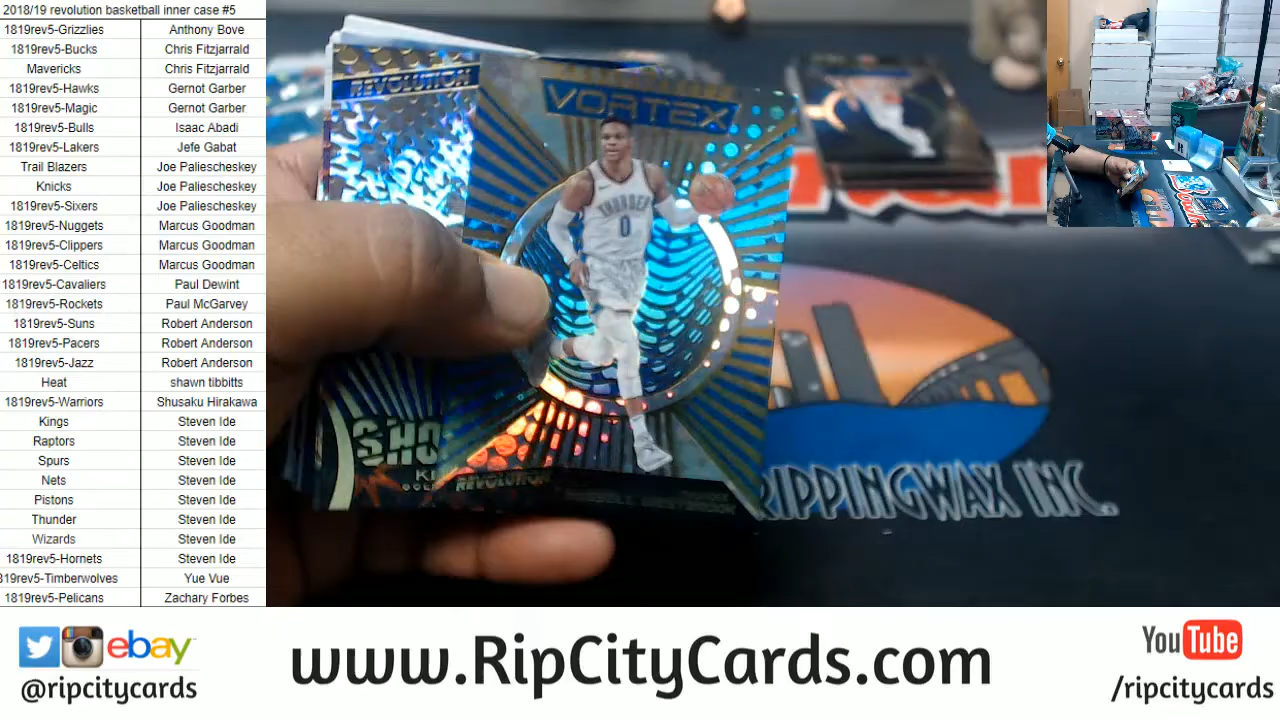 2018/19 revolution basketball inner case #5
1819rev5-Grizzlies Anthony Bove
1819rev5-Bucks Chris Fitzjarrald
Mavericks Chris Fitzjarrald
1819rev5-Hawks Gernot Garber
1819rev5-Magic Gernot Garber
1819rev5-Bulls Isaac Abadi
1819rev5-Lakers Jefe Gabat
Trail Blazers Joe Paliescheskey
Knicks Joe Paliescheskey
1819rev5-Sixers Joe Paliescheskey
1819rev5-Nuggets Marcus Goodman
1819rev5-Clippers Marcus Goodman
1819rev5-Celtics Marcus Goodman
1819rev5-Cavaliers Paul Dewint
1819rev5-Rockets Paul McGarvey
1819rev5-Suns Robert Anderson
1819rev5-Pacers Robert Anderson
1819rev5-Jazz Robert Anderson
Heat shawn tibbitts
1819rev5-Warriors Shusaku Hirakawa
Kings Steven Ide
Raptors Steven Ide
Spurs Steven Ide
Nets Steven Ide
Pistons Steven Ide
Thunder Steven Ide
Wizards Steven Ide
1819rev5-Hornets Steven Ide
819rev5-Timberwolves Yue Vue
1819rev5-Pelicans Zachary Forbes
REVOLUTION
VORTEX
THUNDER
0
SHO
REVOLUTION
RIPPINGWAX INC.
ebay
@ripcitycards
www.RipCityCards.com
YouTube
/ripcitycards